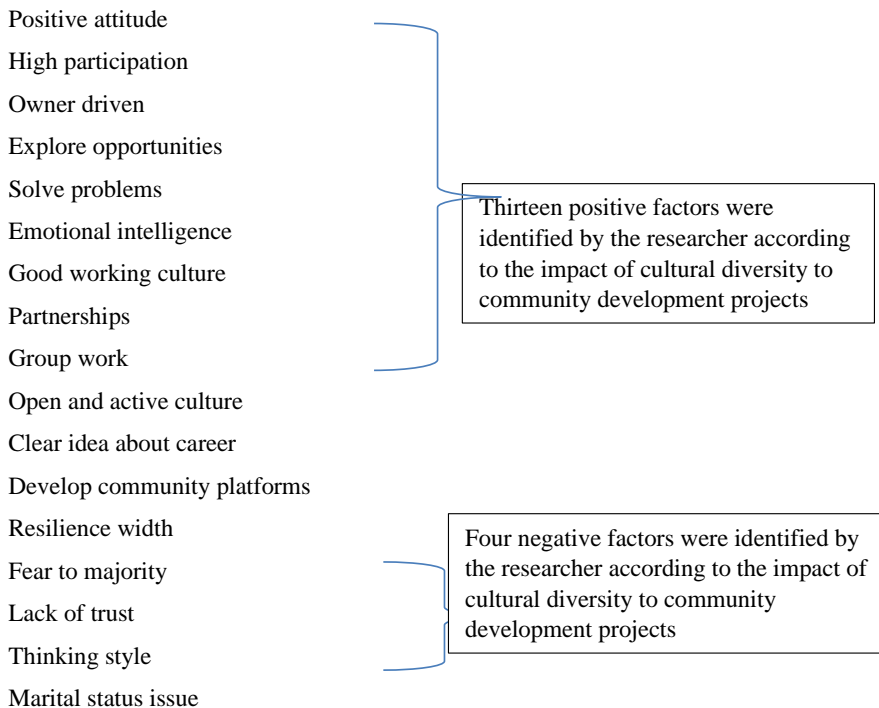 Positive attitude
High participation
Owner driven
Explore opportunities
Solve problems
Emotional intelligence
Good working culture
Partnerships
Group work
Open and active culture
Clear idea about career
Develop community platforms
Resilience width
Fear to majority
Lack of trust
Thinking style
Marital status issue
Thirteen positive factors were
identified by the researcher according
to the impact of cultural diversity to
community development projects
Four negative factors were identified by
the researcher according to the impact of
cultural diversity to community
development projects